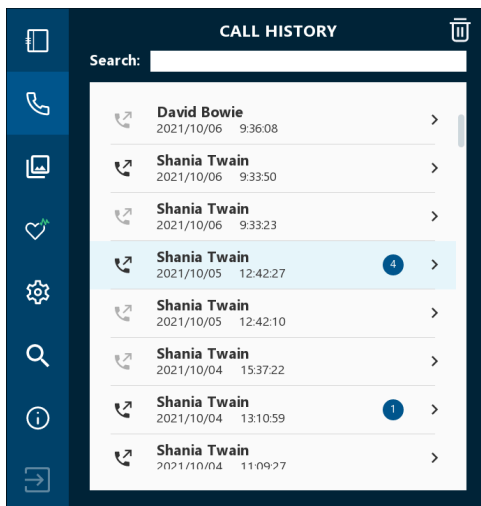 CALL HISTORY
Search:
David Bowie
2021/10/06 9:36:08
Shania Twain
2021/10/06 9:33:50
Shania Twain
2021/10/06 9:33:23
Shania Twain
2021/10/05 12:42:27 4
Shania Twain
2021/10/05 12:42:10
Shania Twain
2021/10/04 15:37:22
Shania Twain
2021/10/04 13:10:59 1
Shania Twain
2021/10/04 11:09:27